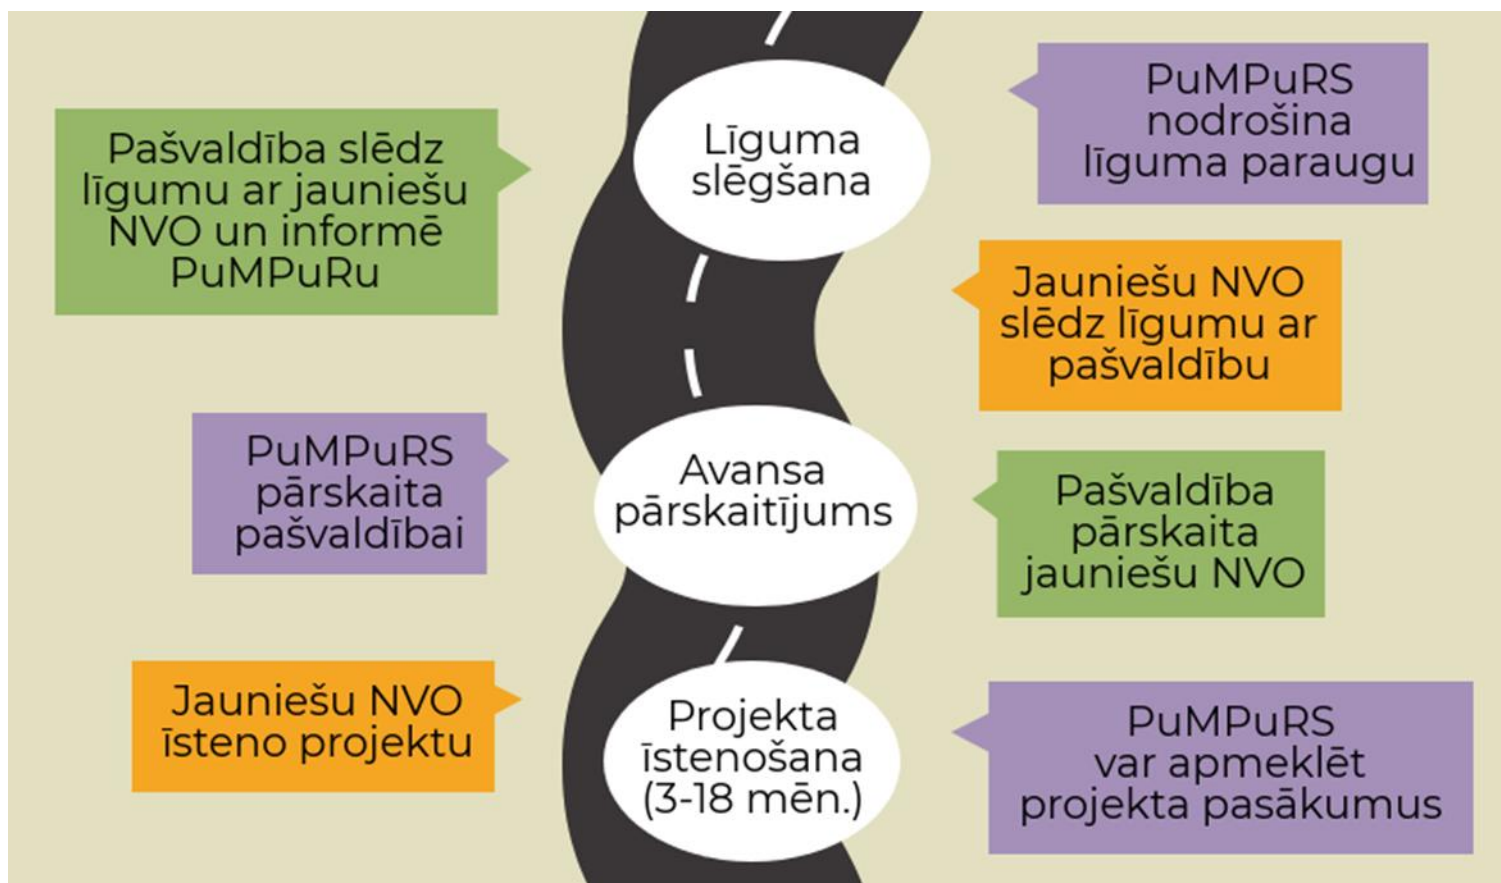 Pašvaldība slēdz
līgumu ar jauniešu
NVO un informē
PuMPuRu
Līguma
slēgšana
PuMPuRS
nodrošina
līguma paraugu
Jauniešu NVO
slēdz līgumu ar
pašvaldību
PuMPuRS
pārskaita
pašvaldībai
Avansa
pārskaitījums
Pašvaldība
pārskaita
jauniešu NVO
Jauniešu NVO
īsteno projektu
Projekta
īstenošana
(3-18 mēn.)
PuMPuRS
var apmeklēt
projekta pasākumus